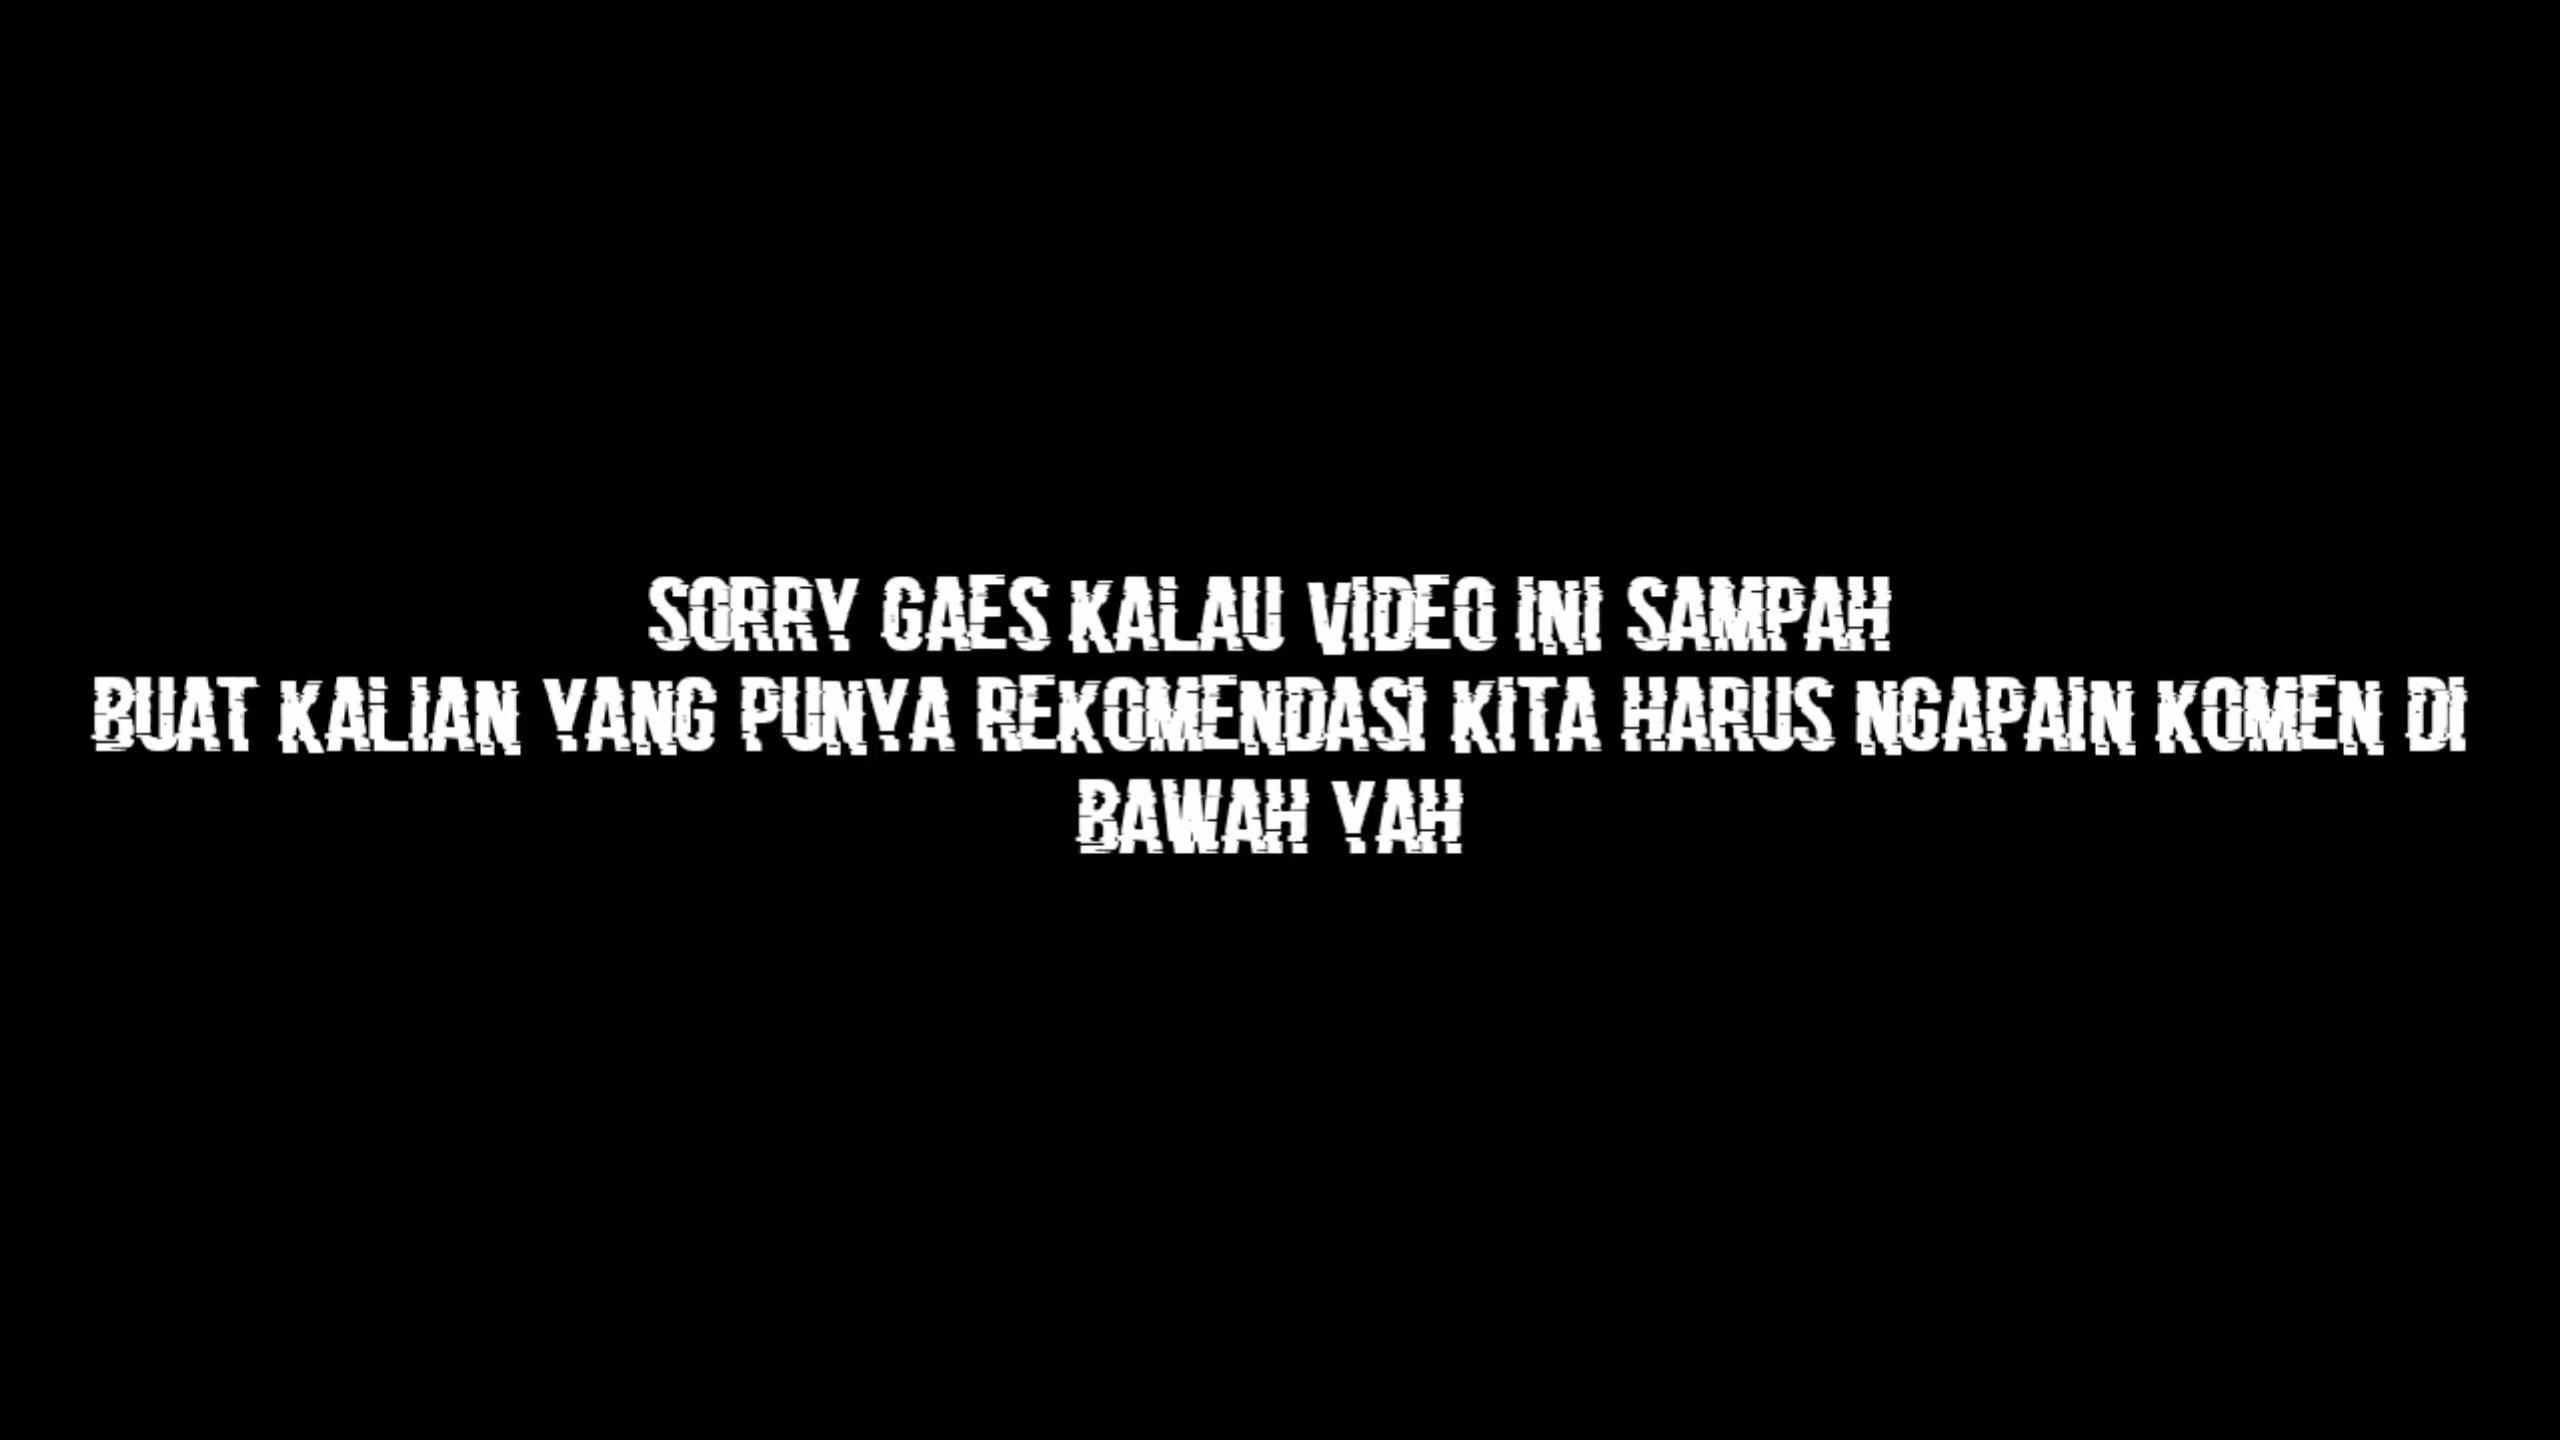 SORRY GAES KALAU VIDEO INI SAMPAH
BUAT KALIAN YANG PUNYA REKOMENDASI KITA HARUS NGAPAIN KOMEN DI
BAWAH YAH